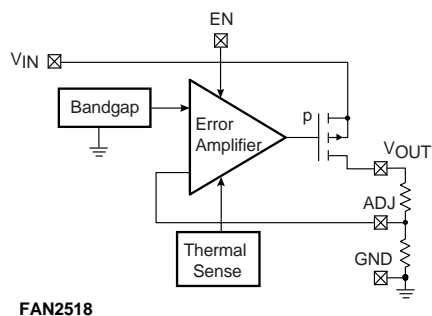 EN
VIN
Bandgap
p
Error
Amplifier
VOUT
ADJ
Thermal
Sense
GND
FAN2518